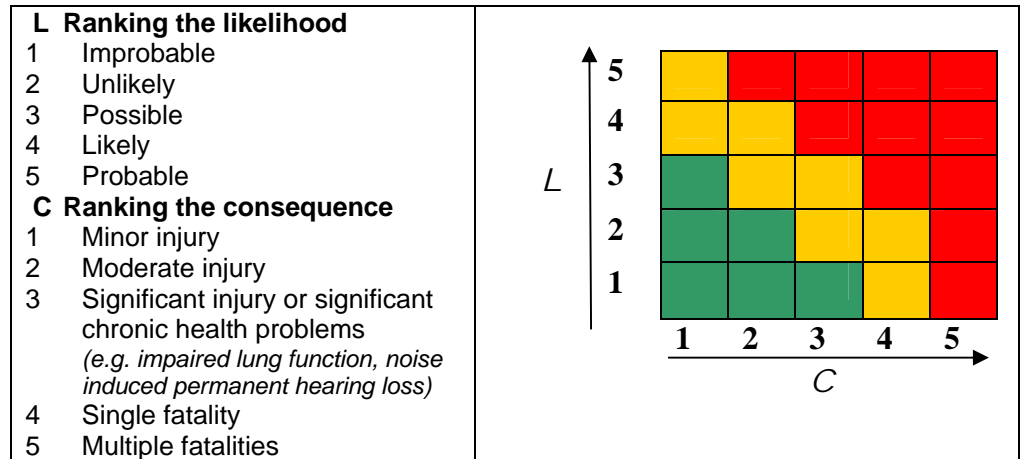 L Ranking the likelihood
1 Improbable
2 Unlikely
3 Possible
4 Likely
5 Probable
C Ranking the consequence
1 Minor injury
2 Moderate injury
3 Significant injury or significant
chronic health problems
(e.g. impaired lung function, noise
induced permanent hearing loss)
4 Single fatality
5 Multiple fatalities
5
4
L
3
2
1
1 2 3 4 5
C